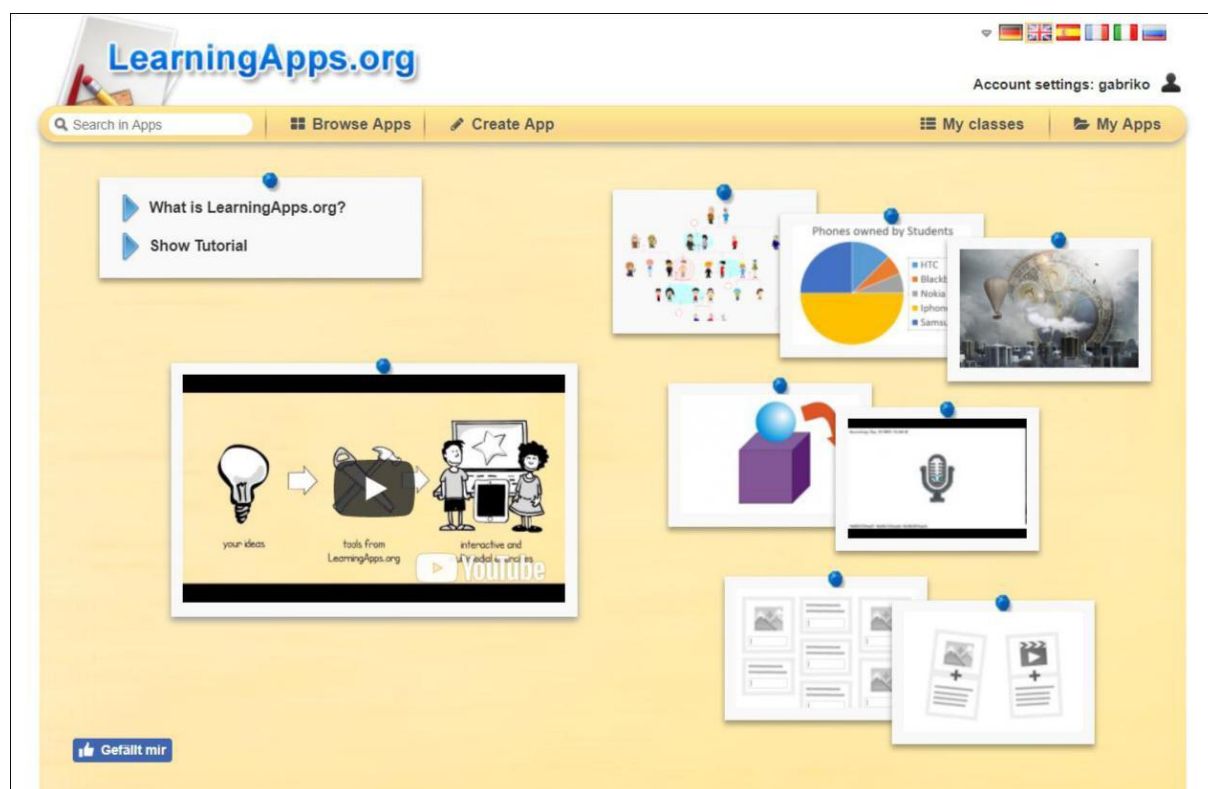 LearningApps.org
Account settings: gabriko
Search in Apps
Browse Apps
Create App
My classes
My Apps
What is LearningApps.org?
Show Tutorial
Phones owned by Students
HTC
Nokia
your ideas
tools from
LearningApps.org
interactive and
YouTube
Gefällt mir